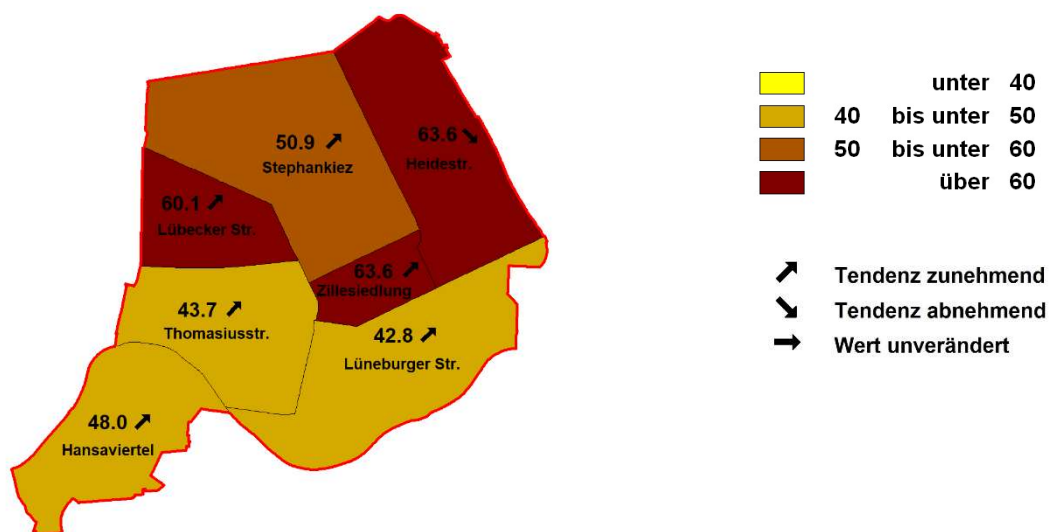 50.9
Stephankiez
63.6
Heidestr.
60.1
Lübecker Str.
63.6
Zillesiedlung
43.7
Thomasiusstr.
42.8
Lüneburger Str.
48.0
Hansaviertel
unter 40
40 bis unter 50
50 bis unter 60
über 60
Tendenz zunehmend
Tendenz abnehmend
Wert unverändert